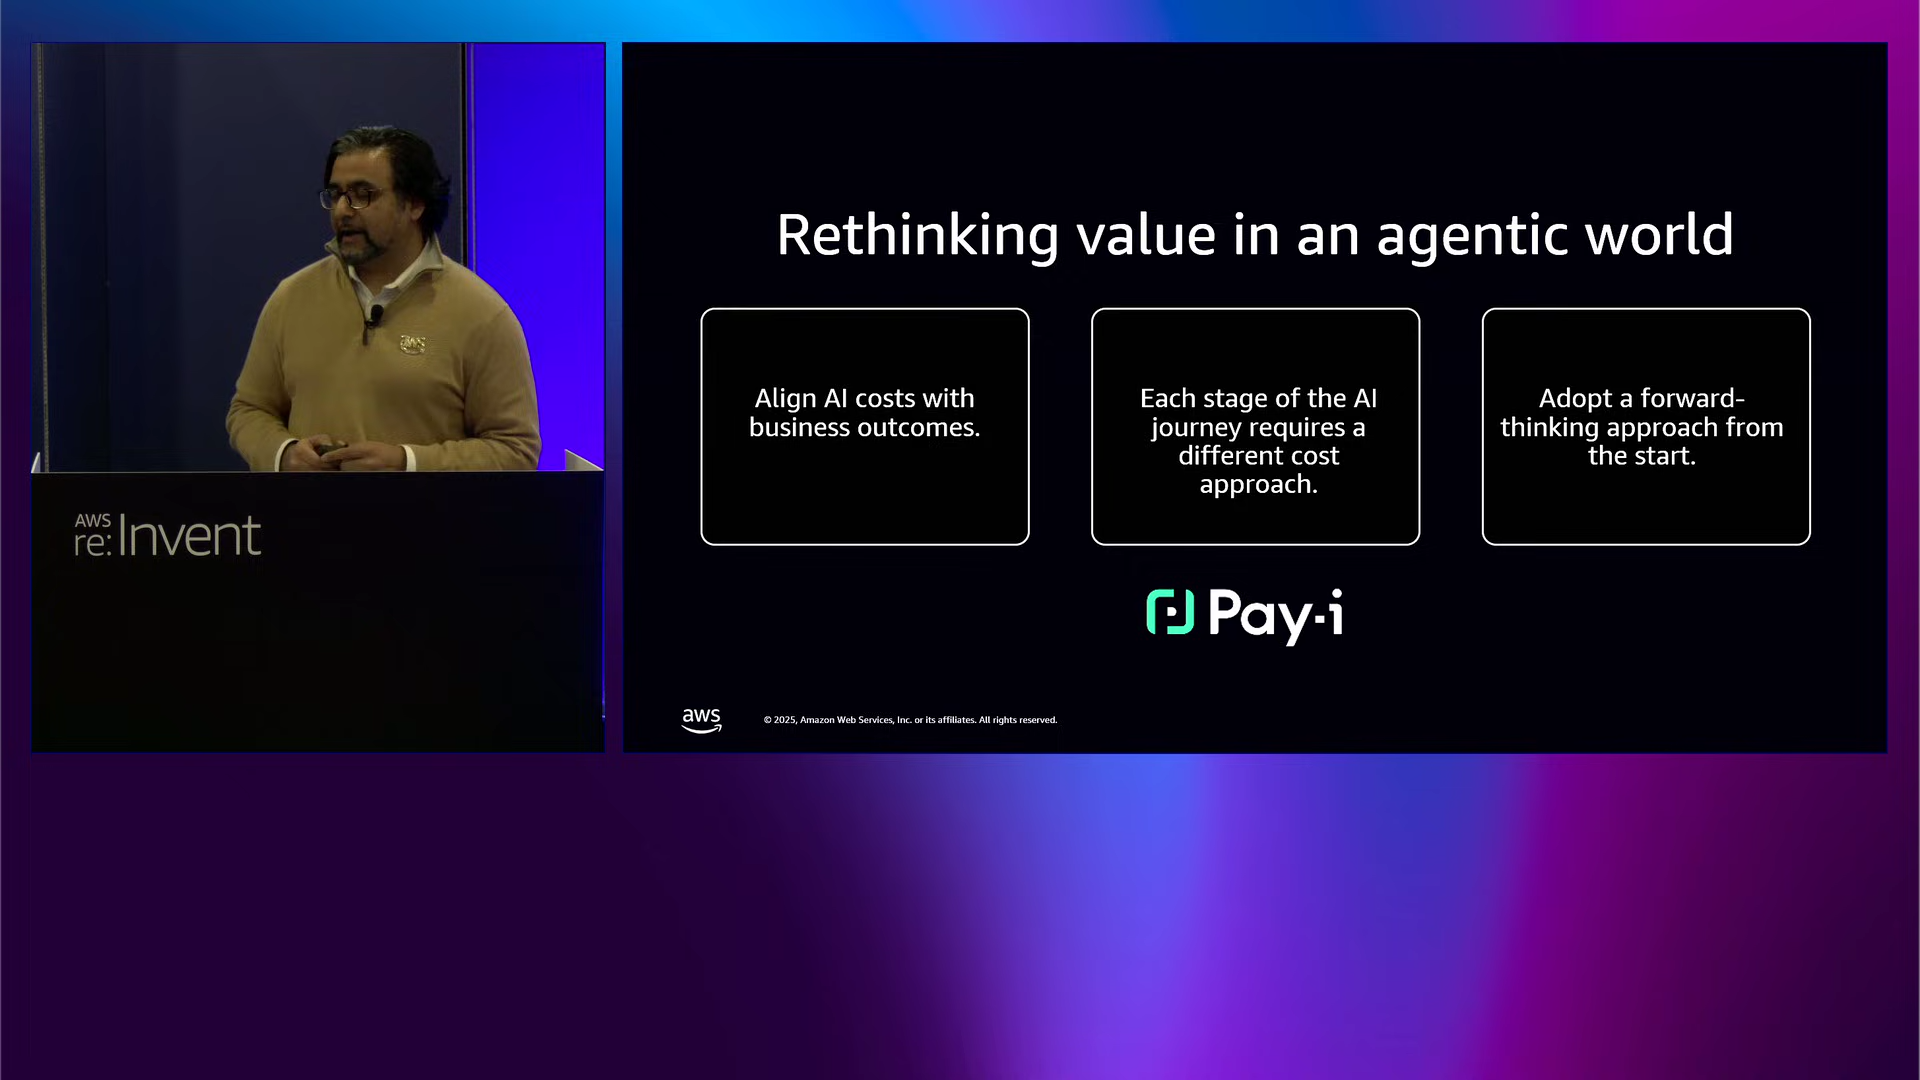 aws
AWS
re:Invent
Rethinking value in an agentic world
Align AI costs with
business outcomes.
Each stage of the AI
journey requires a
different cost
approach.
Adopt a forward-
thinking approach from
the start.
Pay-i
aws
© 2025, Amazon Web Services, Inc. or its affiliates. All rights reserved.